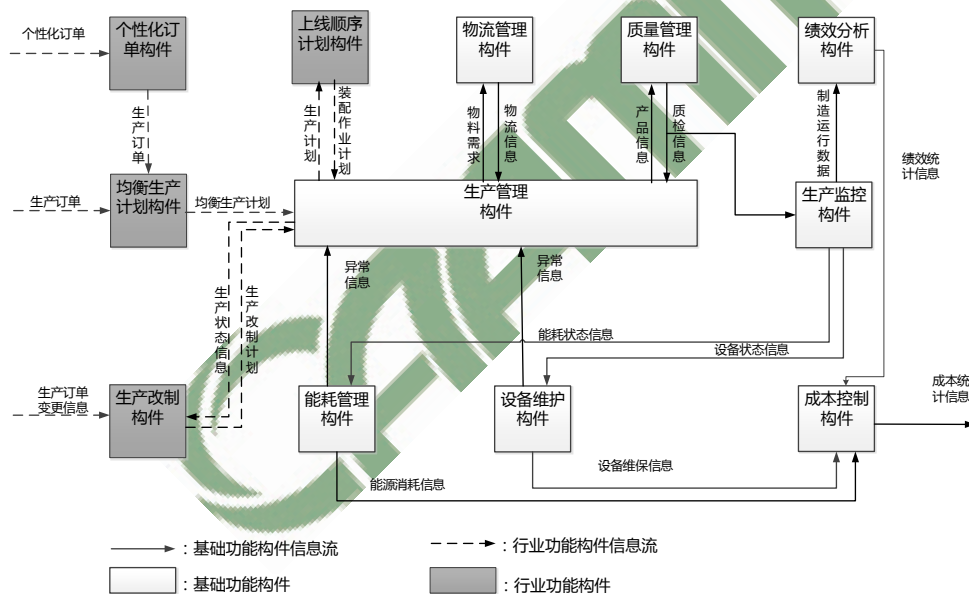 个性化订单
个性化订
单构件
上线顺序
计划构件
物流管理
构件
质量管理
构件
绩效分析
构件
生产订单
生产计划
装配作业计划
物料需求
物流信息
产品信息
质检信息
制造运行数据
绩效统
计信息
生产订单
均衡生产
计划构件
均衡生产计划
生产管理
构件
生产监控
构件
异常
信息
异常
信息
生产状态信息
生产改制计划
能耗状态信息
设备状态信息
生产订单
变更信息
生产改制
构件
能耗管理
构件
设备维护
构件
成本控制
构件
成本统
计信息
能源消耗信息
设备维保信息
：基础功能构件信息流
：行业功能构件信息流
：基础功能构件
：行业功能构件